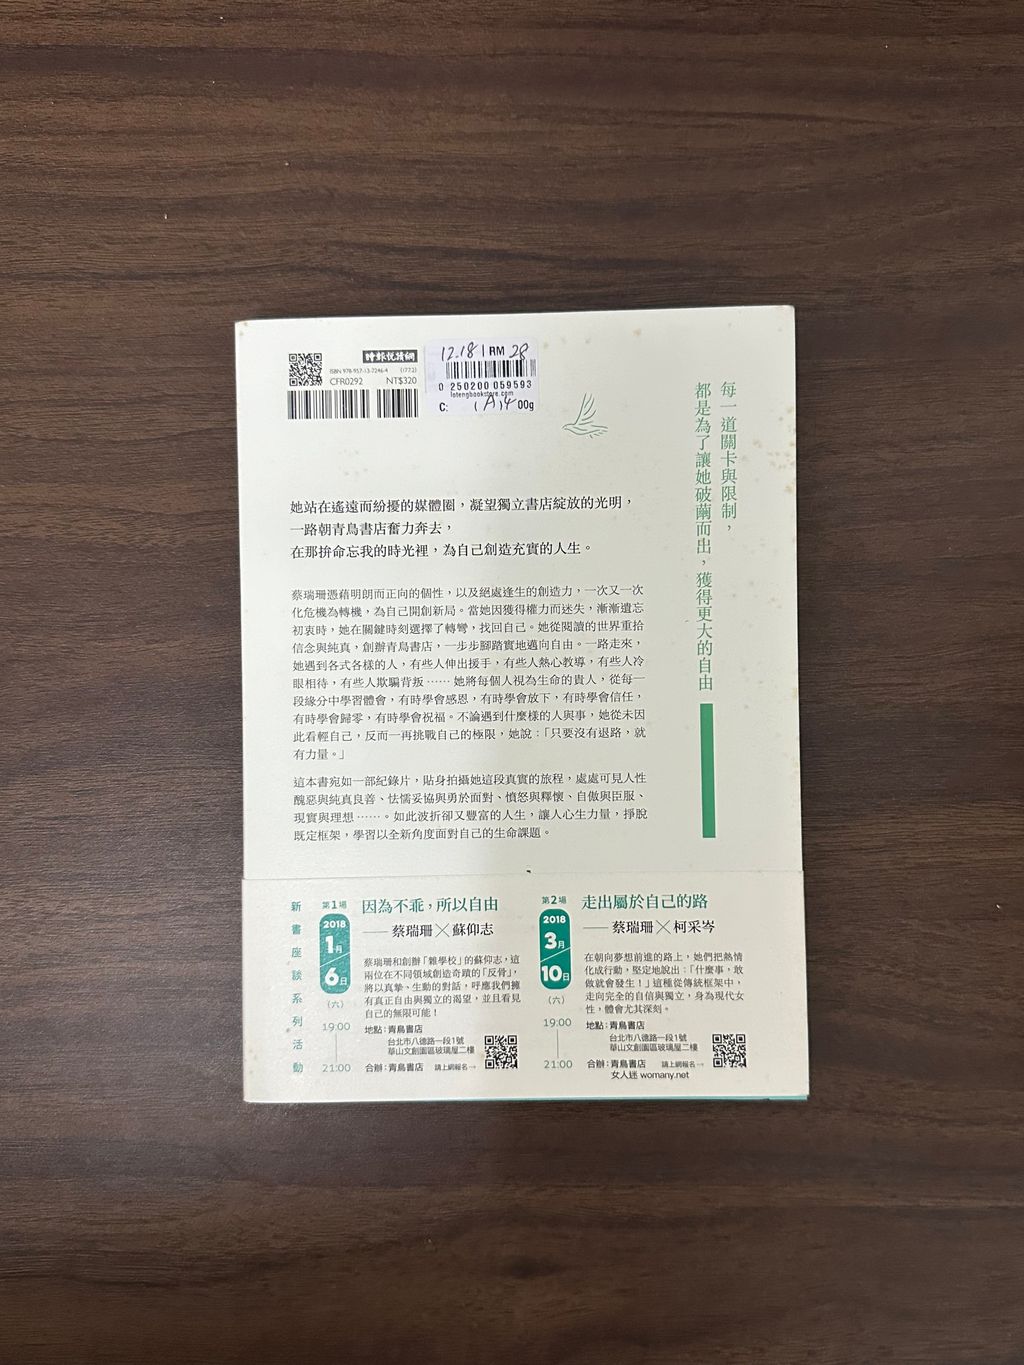 時報悅讀網
ISBN 978-957-13-7246-4 (1772)
CFR0292 NT$320
12.18 | RM 28
0 250200 059593
lotengbookstore.com
C: 00g
每一道關卡與限制，
都是為了讓她破繭而出，獲得更大的自由
她站在遙遠而紛擾的媒體圈，凝望獨立書店綻放的光明，
一路朝青鳥書店奮力奔去，
在那拚命忘我的時光裡，為自己創造充實的人生。
蔡瑞珊憑藉明朗而正向的個性，以及絕處逢生的創造力，一次又一次
化危機為轉機，為自己開創新局。當她因獲得權力而迷失，漸漸遺忘
初衷時，她在關鍵時刻選擇了轉彎，找回自己。她從閱讀的世界重拾
信念與純真，創辦青鳥書店，一步步腳踏實地邁向自由。一路走來，
她遇到各式各樣的人，有些人伸出援手，有些人熱心教導，有些人冷
眼相待，有些人欺騙背叛⋯⋯她將每個人視為生命的貴人，從每一
段緣分中學習體會，有時學會感恩，有時學會放下，有時學會信任，
有時學會歸零，有時學會祝福。不論遇到什麼樣的人與事，她從未因
此看輕自己，反而一再挑戰自己的極限，她說：「只要沒有退路，就
有力量。」
這本書宛如一部紀錄片，貼身拍攝她這段真實的旅程，處處可見人性
醜惡與純真良善、怯懦妥協與勇於面對、憤怒與釋懷、自傲與臣服、
現實與理想⋯⋯。如此波折卻又豐富的人生，讓人心生力量，掙脫
既定框架，學習以全新角度面對自己的生命課題。
新書座談系列活動
第1場
2018
1月
6日
(六)
19:00
21:00
因為不乖，所以自由
——蔡瑞珊╳蘇仰志
蔡瑞珊和創辦「雜學校」的蘇仰志，這
兩位在不同領域創造奇蹟的「反骨」，
將以真摯、生動的對話，呼應我們擁
有真正自由與獨立的渴望，並且看見
自己的無限可能！
地點：青鳥書店
台北市八德路一段1號
華山文創園區玻璃屋二樓
合辦：青鳥書店 請上網報名→
第2場
2018
3月
10日
(六)
19:00
21:00
走出屬於自己的路
——蔡瑞珊╳柯采岑
在朝向夢想前進的路上，她們把熱情
化成行動，堅定地說出：「什麼事，敢
做就會發生！」這種從傳統框架中，
走向完全的自信與獨立，身為現代女
性，體會尤其深刻。
地點：青鳥書店
台北市八德路一段1號
華山文創園區玻璃屋二樓
合辦：青鳥書店 請上網報名→
女人迷 womany.net